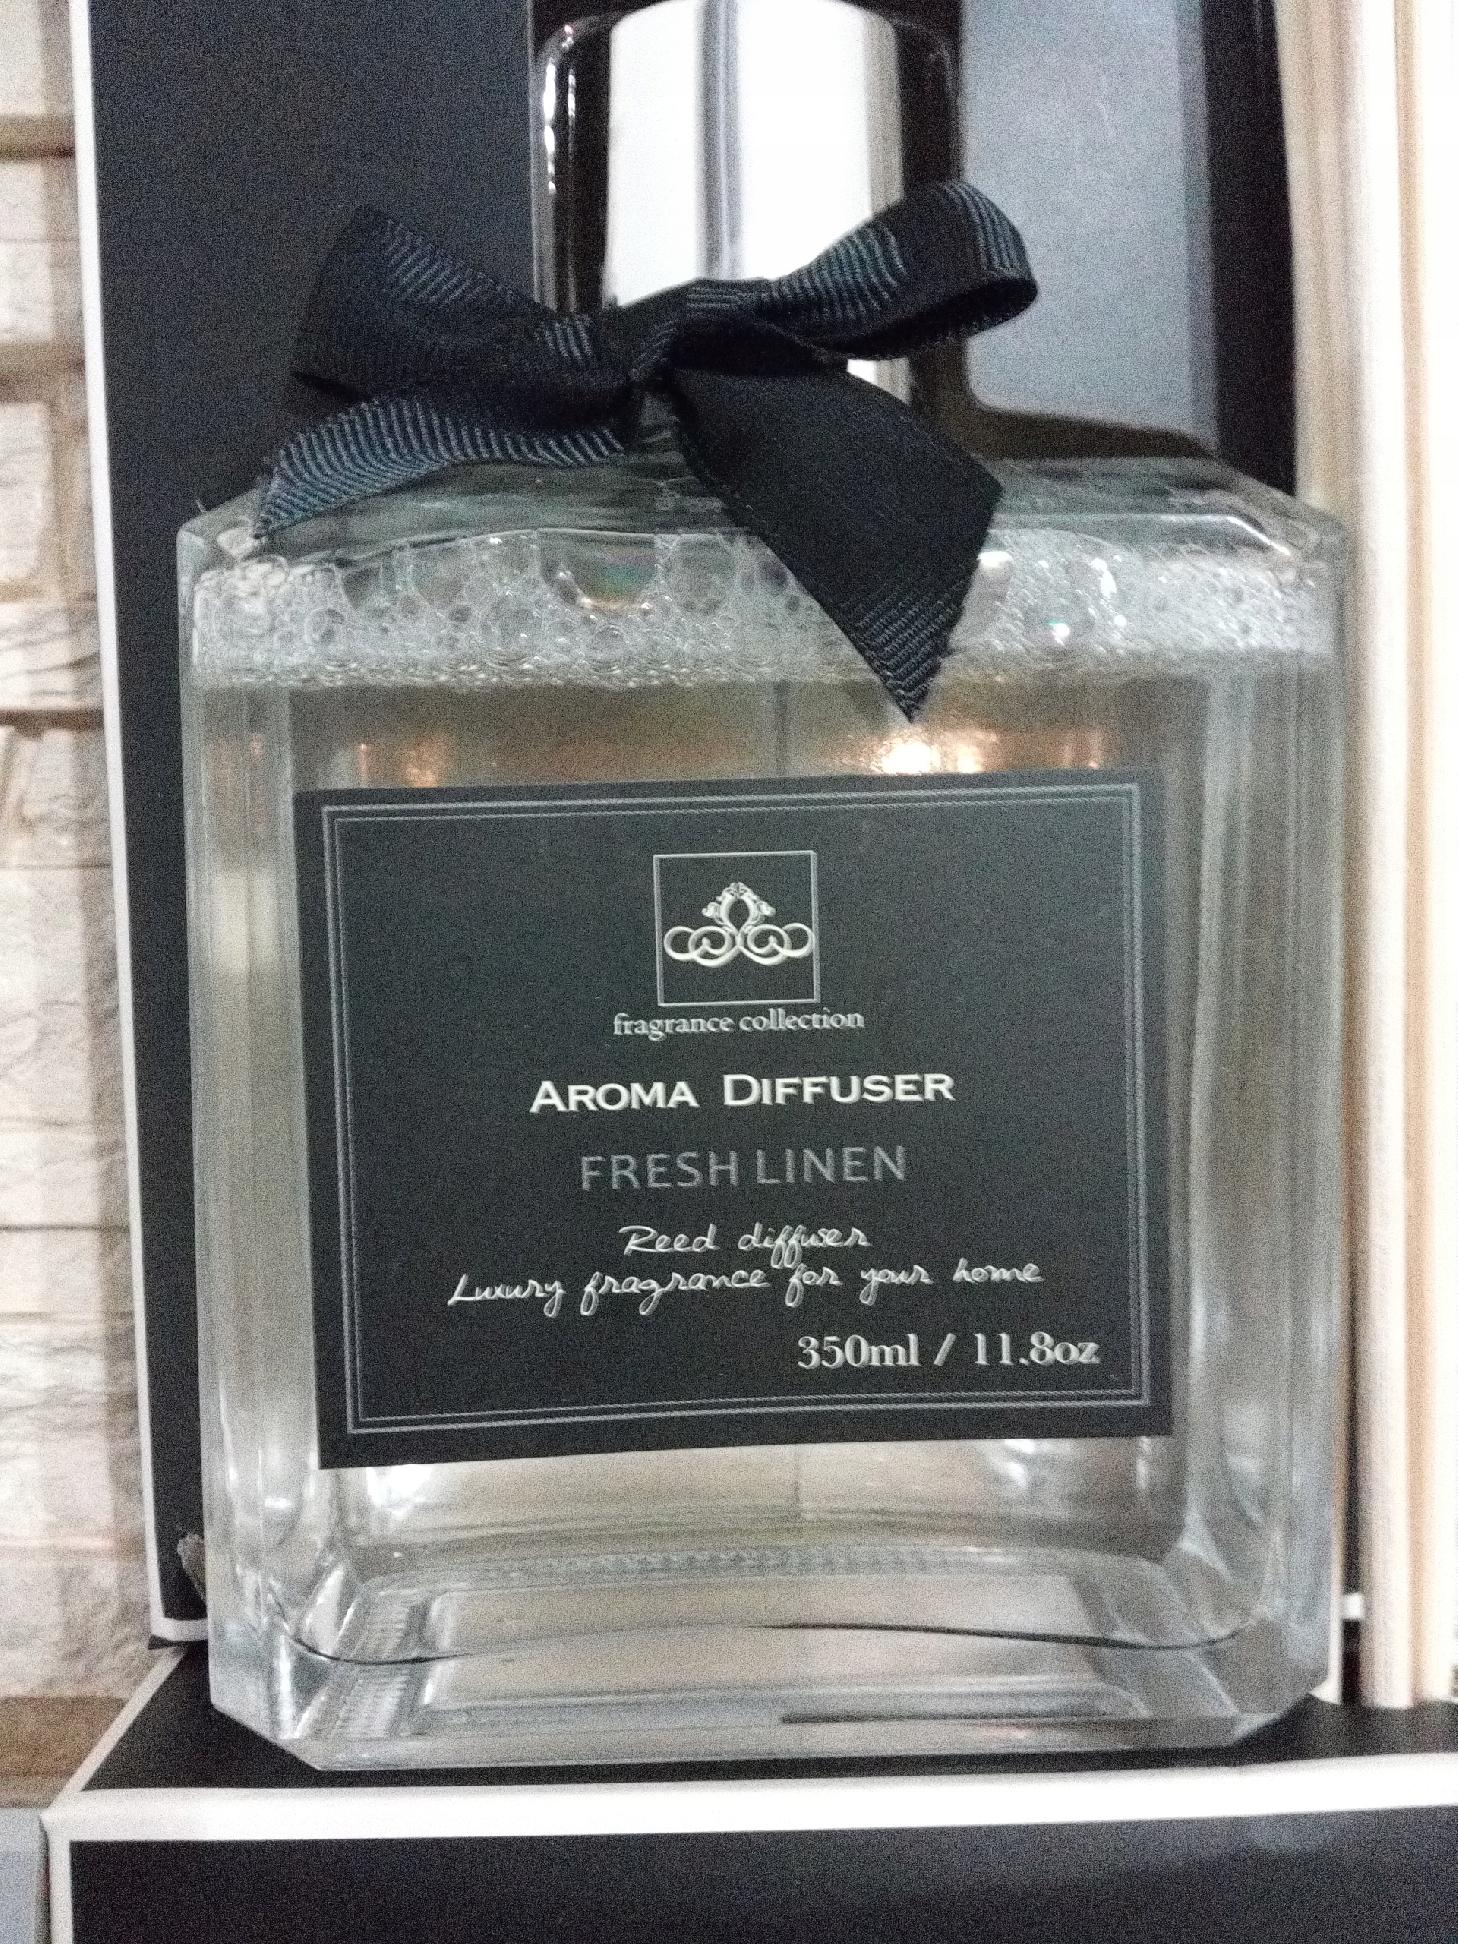 fragrance collection
AROMA DIFFUSER
FRESH LINEN
Reed diffuser
Luxury fragrance for your home
350ml / 11.8oz